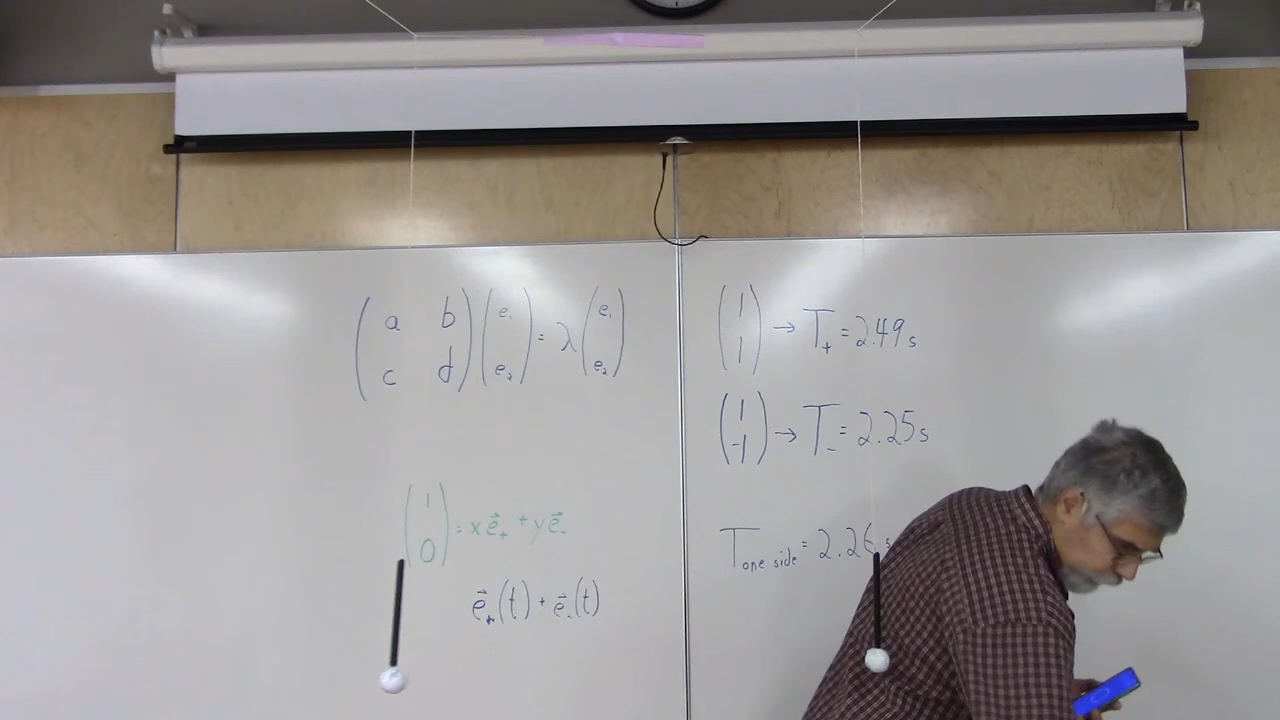 (a b
c d)(e₁
e₂) = λ(e₁
e₂)
(1
0) = xe⃗₊ + ye⃗₋
e⃗₊(t) + e⃗₋(t)
(1
1) → T₊ = 2.49 s
(1
-1) → T₋ = 2.25 s
T one side = 2.26 s